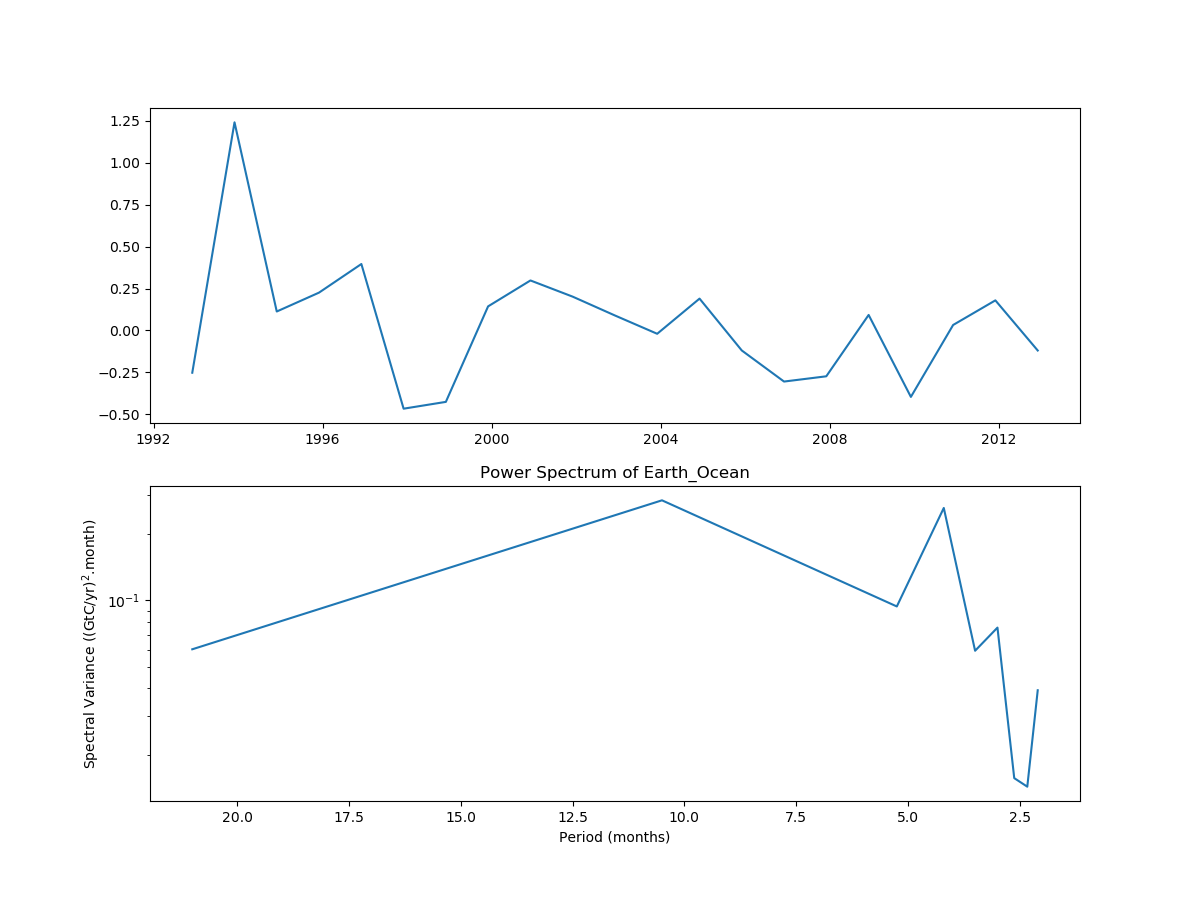 1.25
1.00
0.75
0.50
0.25
0.00
−0.25
−0.50
1992 1996 2000 2004 2008 2012
Power Spectrum of Earth_Ocean
Spectral Variance ((GtC/yr)².month)
10⁻¹
20.0 17.5 15.0 12.5 10.0 7.5 5.0 2.5
Period (months)